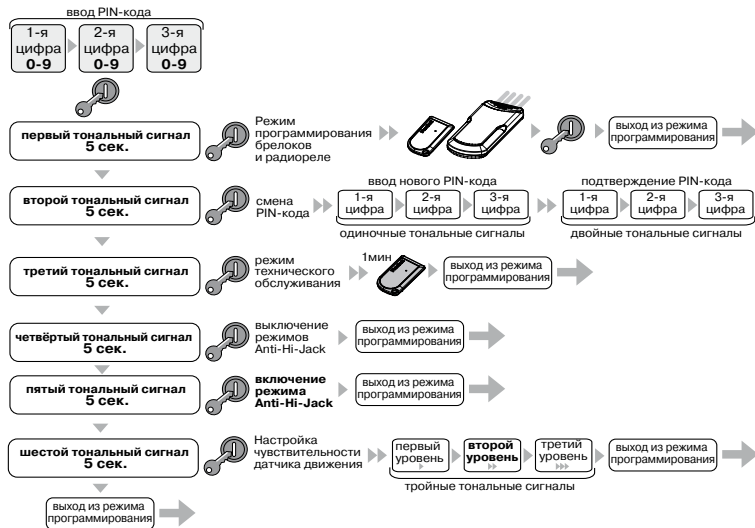 ввод PIN-кода
1-я
цифра
0-9
2-я
цифра
0-9
3-я
цифра
0-9
первый тональный сигнал
5 сек.
Режим
программирования
брелоков
и радиореле
выход из режима
программирования
второй тональный сигнал
5 сек.
смена
PIN-кода
ввод нового PIN-кода
1-я
цифра
2-я
цифра
3-я
цифра
одиночные тональные сигналы
подтверждение PIN-кода
1-я
цифра
2-я
цифра
3-я
цифра
двойные тональные сигналы
третий тональный сигнал
5 сек.
режим
технического
обслуживания
1мин
выход из режима
программирования
четвёртый тональный сигнал
5 сек.
выключение
режимов
Anti-Hi-Jack
выход из режима
программирования
пятый тональный сигнал
5 сек.
включение
режима
Anti-Hi-Jack
выход из режима
программирования
шестой тональный сигнал
5 сек.
Настройка
чувствительности
датчика движения
первый
уровень
второй
уровень
третий
уровень
тройные тональные сигналы
выход из режима
программирования
выход из режима
программирования